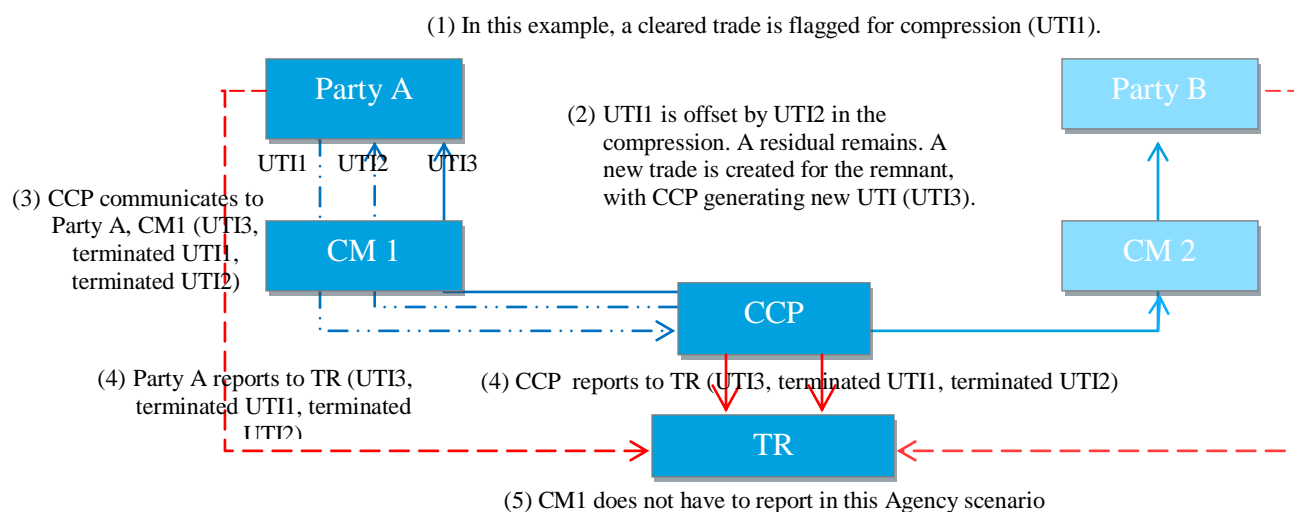 (1) In this example, a cleared trade is flagged for compression (UTI1).
Party A
Party B
(2) UTI1 is offset by UTI2 in the
compression. A residual remains. A
new trade is created for the remnant,
with CCP generating new UTI (UTI3).
UTI1
UTI2
UTI3
(3) CCP communicates to
Party A, CM1 (UTI3,
terminated UTI1,
terminated UTI2)
CM 1
CM 2
CCP
(4) Party A reports to TR (UTI3,
terminated UTI1, terminated
UTI2)
(4) CCP reports to TR (UTI3, terminated UTI1, terminated UTI2)
TR
(5) CM1 does not have to report in this Agency scenario